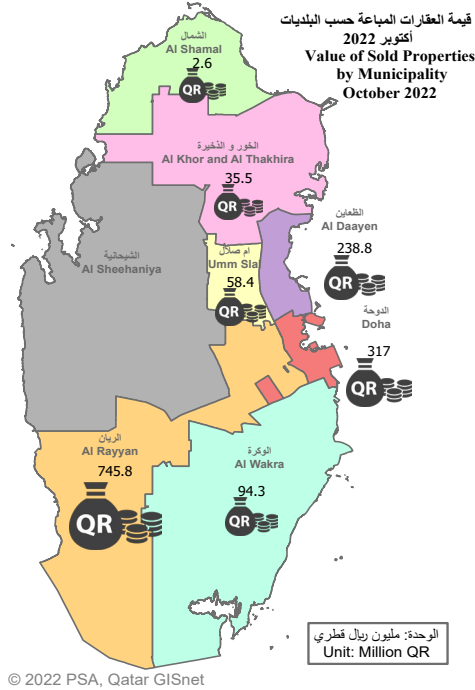 قيمة العقارات المباعة حسب البلديات
أكتوبر 2022
Value of Sold Properties
by Municipality
October 2022
الشمال
Al Shamal
2.6
QR
الخور و الذخيرة
Al Khor and Al Thakhira
35.5
QR
الظعاين
Al Daayen
238.8
QR
الشيحانية
Al Sheehaniya
ام صلال
Umm Sla
58.4
QR
الدوحة
Doha
317
QR
الريان
Al Rayyan
745.8
QR
الوكرة
Al Wakra
94.3
QR
الوحدة: مليون ريال قطري
Unit: Million QR
© 2022 PSA, Qatar GISnet